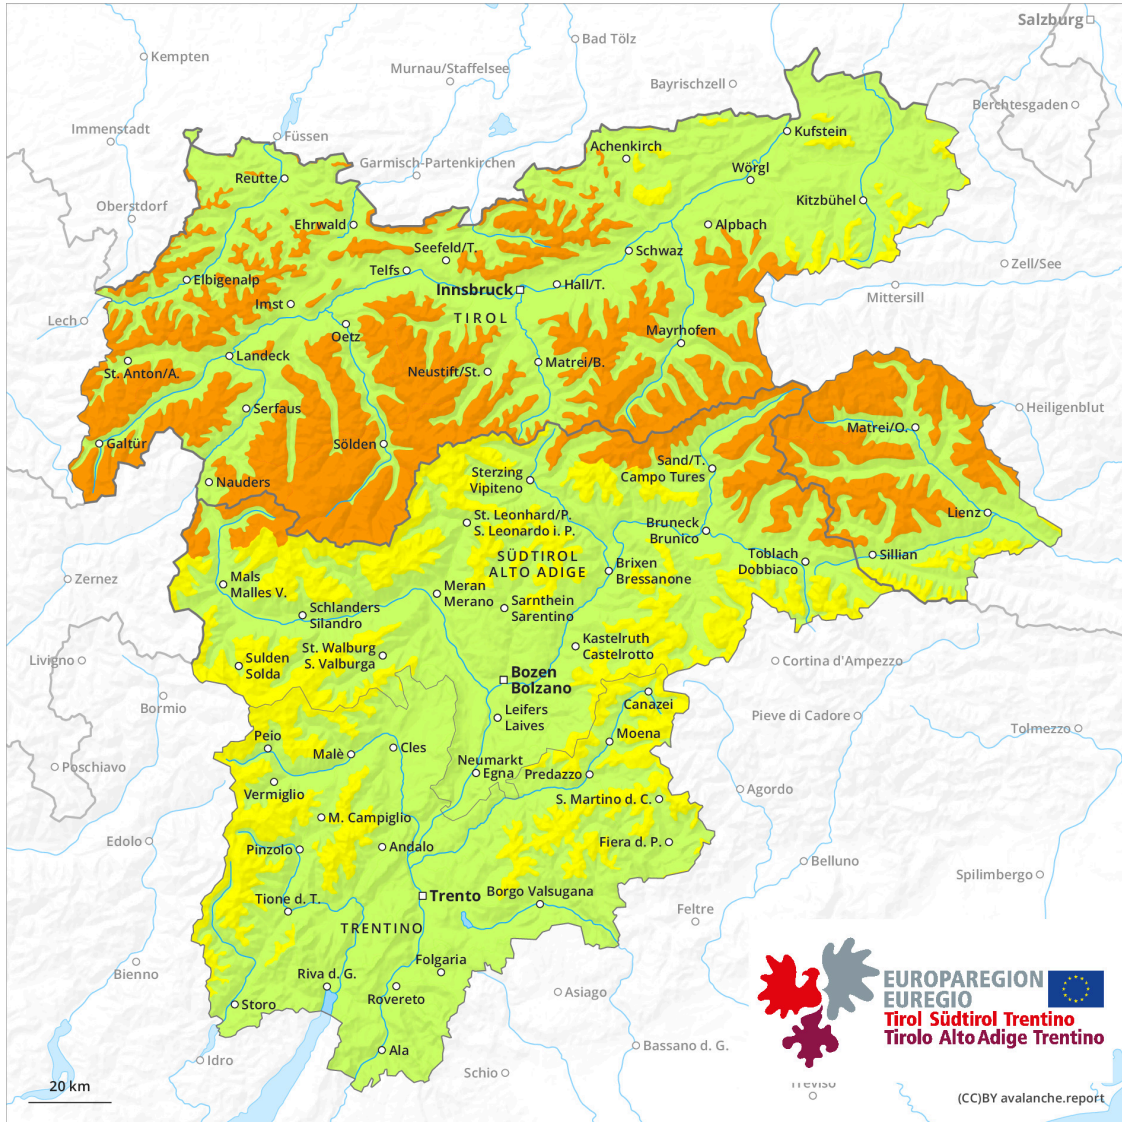 Salzburg
Bad Tölz
Kempten
Murnau/Staffelsee
Bayrischzell
Berchtesgaden
Immenstadt
Füssen
Kufstein
Achenkirch
Garmisch-Partenkirchen
Wörgl
Reutte
Oberstdorf
Kitzbühel
Ehrwald
Alpbach
Seefeld/T.
Schwaz
Telfs
Zell/See
Elbigenalp
Innsbruck
Hall/T.
Mittersill
Imst
TIROL
Lech
Oetz
Mayrhofen
Landeck
Matrei/B.
St. Anton/A.
Neustift/St.
Serfaus
Heiligenblut
Matrei/O.
Galtür
Sölden
Sand/T.
Campo Tures
Sterzing
Vipiteno
Nauders
Lienz
St. Leonhard/P.
S. Leonardo i. P.
Bruneck
Brunico
SÜDTIROL
ALTO ADIGE
Toblach
Dobbiaco
Sillian
Brixen
Bressanone
Zernez
Mals
Malles V.
Meran
Merano
Sarnthein
Sarentino
Schlanders
Silandro
Kastelruth
Castelrotto
St. Walburg
S. Valburga
Livigno
Sulden
Solda
Cortina d'Ampezzo
Bozen
Bolzano
Bormio
Canazei
Leifers
Laives
Pieve di Cadore
Tolmezzo
Peio
Moena
Malè
Cles
Neumarkt
Egna
Poschiavo
Predazzo
Vermiglio
Agordo
S. Martino d. C.
M. Campiglio
Edolo
Pinzolo
Andalo
Fiera d. P.
Belluno
Spilimbergo
Trento
Borgo Valsugana
Tione d. T.
Feltre
TRENTINO
Folgaria
Bienno
Riva d. G.
EUROPAREGION
EUREGIO
Tirol Südtirol Trentino
Tirolo Alto Adige Trentino
Asiago
Rovereto
Storo
Bassano d. G.
Ala
Idro
Schio
20 km
Treviso
(CC)BY avalanche.report